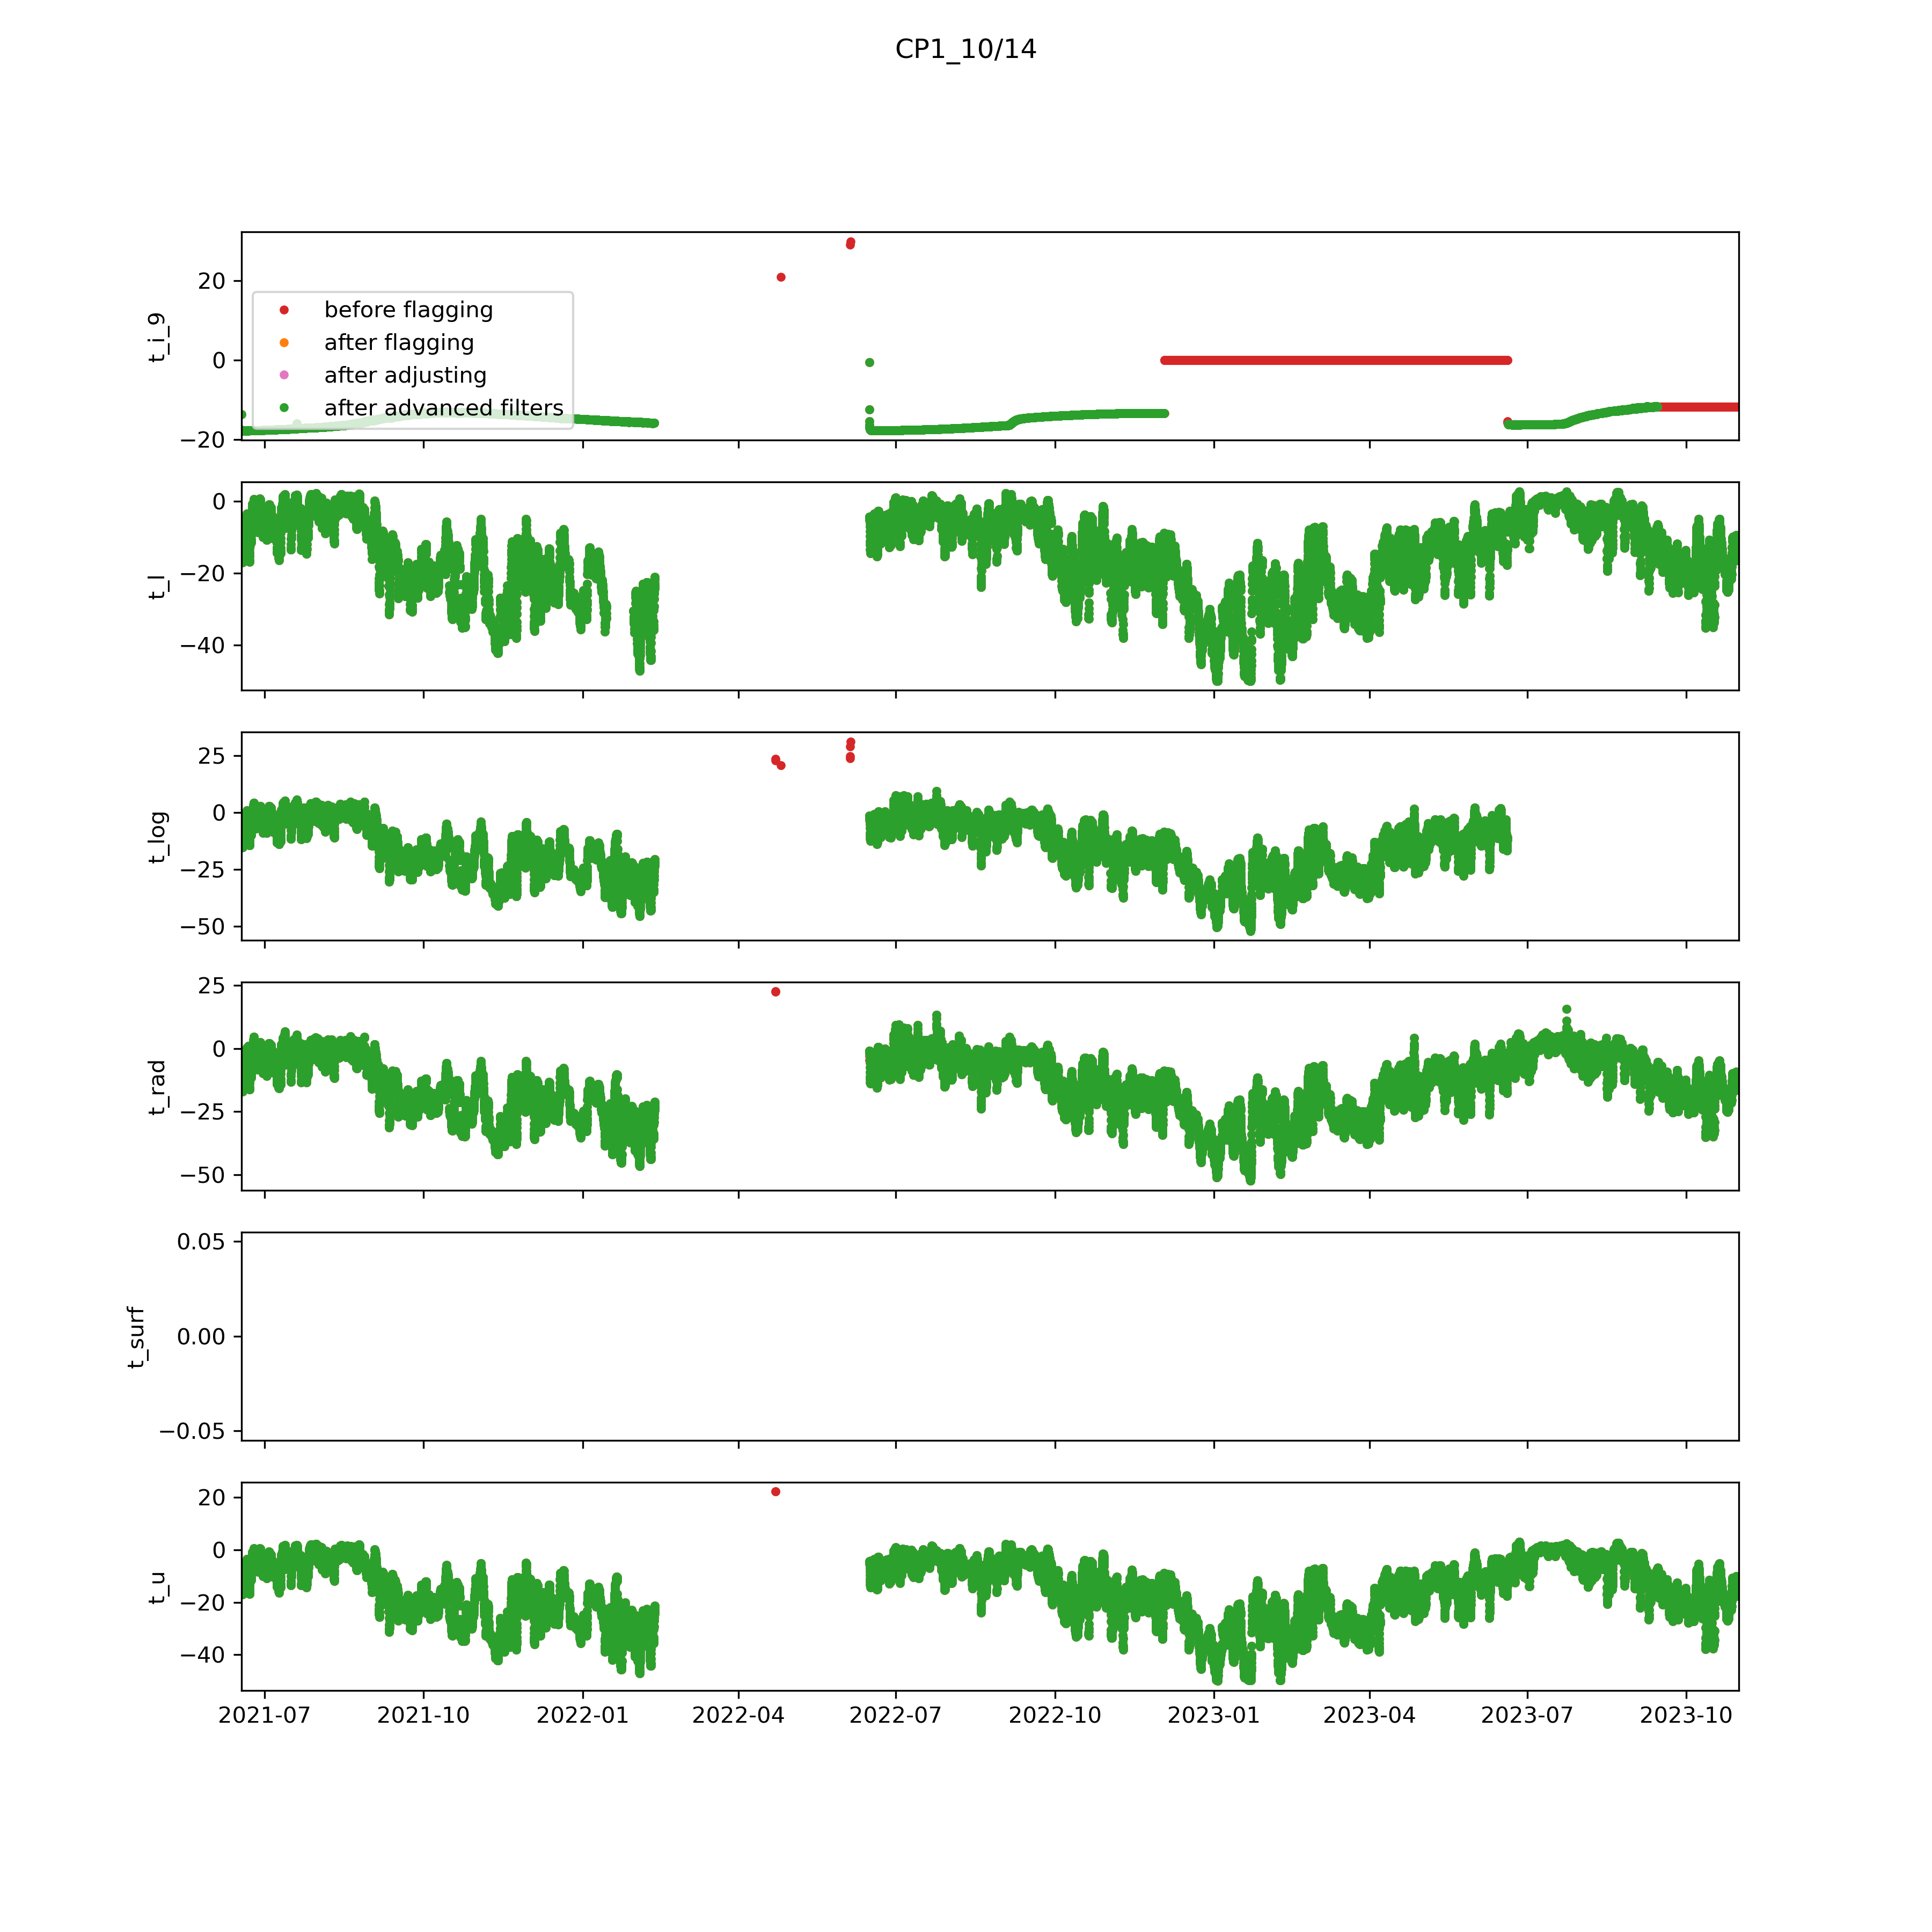 CP1_10/14
20
0
−20
t_i_9
before flagging
after flagging
after adjusting
after advanced filters
0
−20
−40
t_l
25
0
−25
−50
t_log
25
0
−25
−50
t_rad
0.05
0.00
−0.05
t_surf
20
0
−20
−40
t_u
2021-07 2021-10 2022-01 2022-04 2022-07 2022-10 2023-01 2023-04 2023-07 2023-10